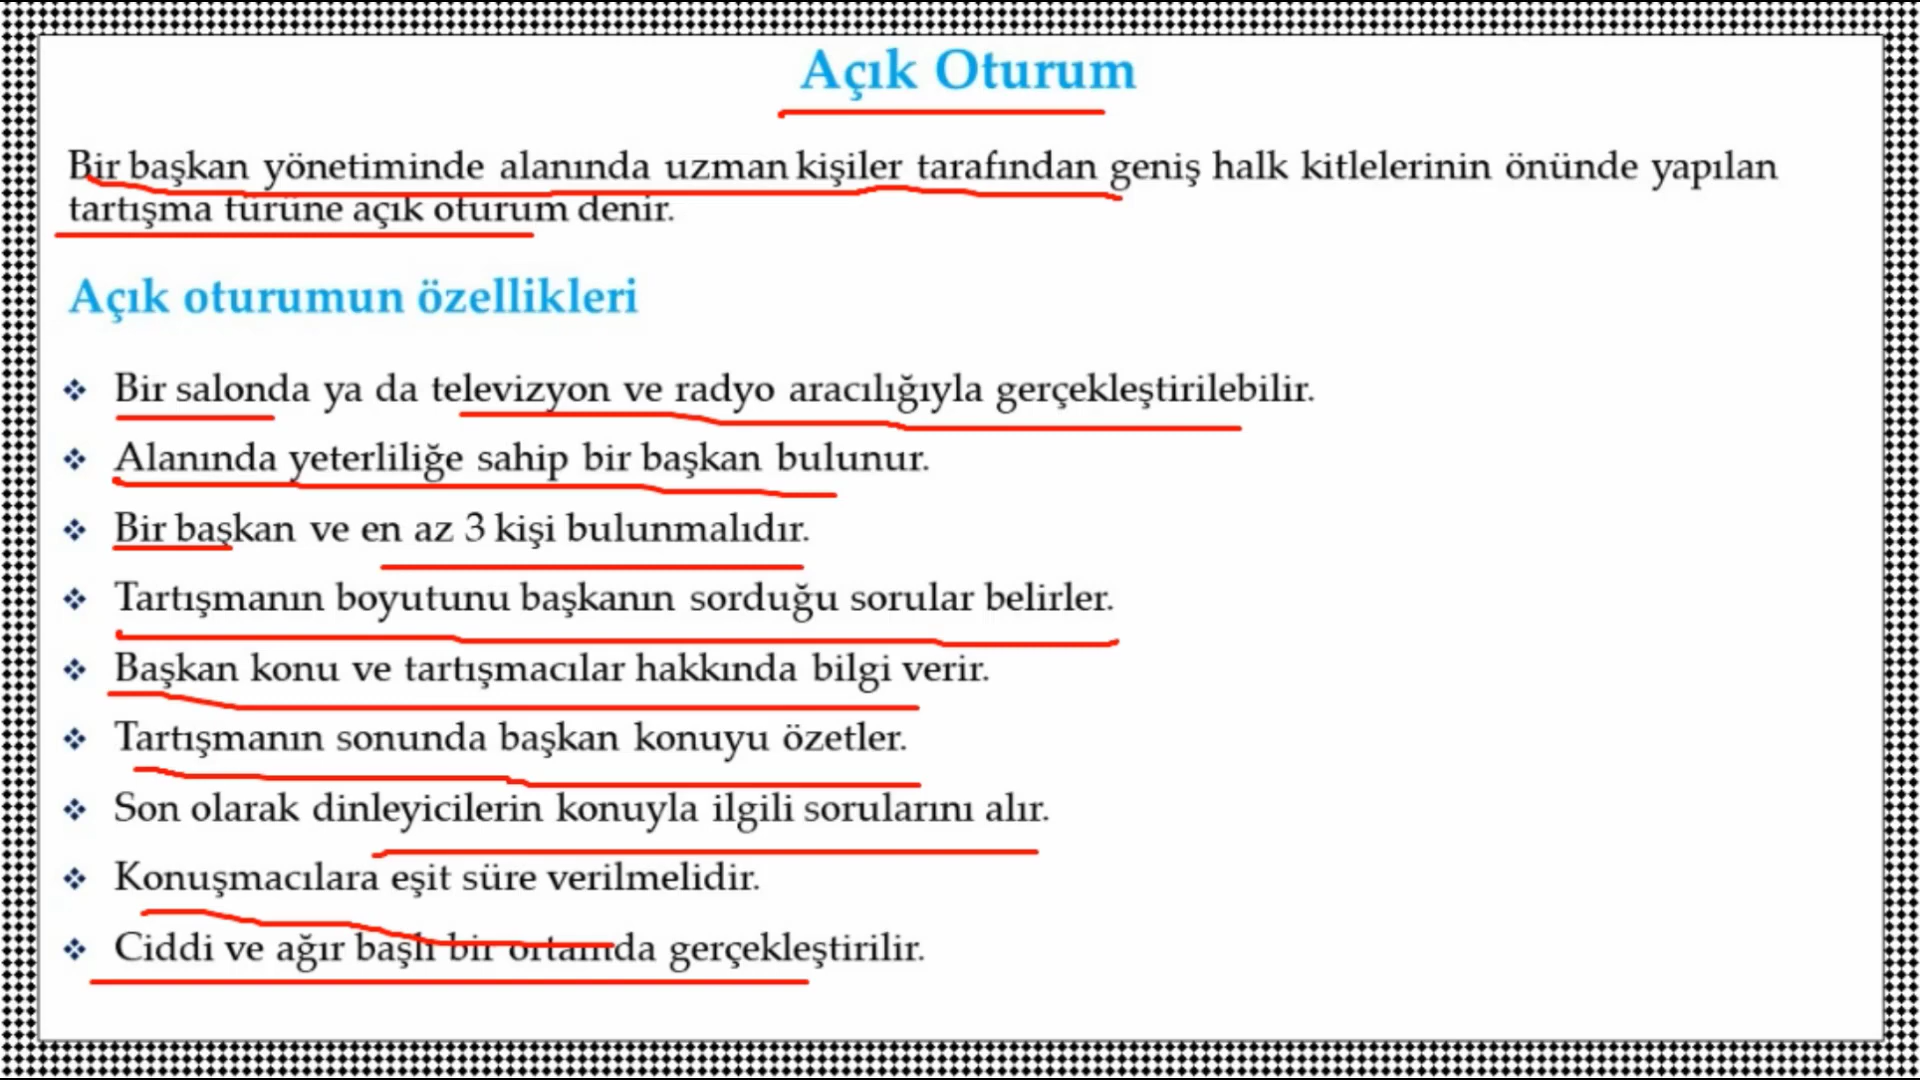 Açık Oturum
Bir başkan yönetiminde alanında uzman kişiler tarafından geniş halk kitlelerinin önünde yapılan
tartışma türüne açık oturum denir.
Açık oturumun özellikleri
❖ Bir salonda ya da televizyon ve radyo aracılığıyla gerçekleştirilebilir.
❖ Alanında yeterliliğe sahip bir başkan bulunur.
❖ Bir başkan ve en az 3 kişi bulunmalıdır.
❖ Tartışmanın boyutunu başkanın sorduğu sorular belirler.
❖ Başkan konu ve tartışmacılar hakkında bilgi verir.
❖ Tartışmanın sonunda başkan konuyu özetler.
❖ Son olarak dinleyicilerin konuyla ilgili sorularını alır.
❖ Konuşmacılara eşit süre verilmelidir.
❖ Ciddi ve ağır başlı bir ortamda gerçekleştirilir.